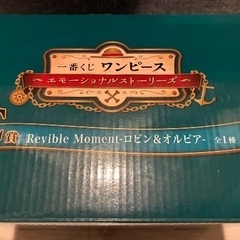 一番くじ ワンピース
～エモーショナルストーリーズ～
賞 Revible Moment-ロビン&オルビア- 全1種